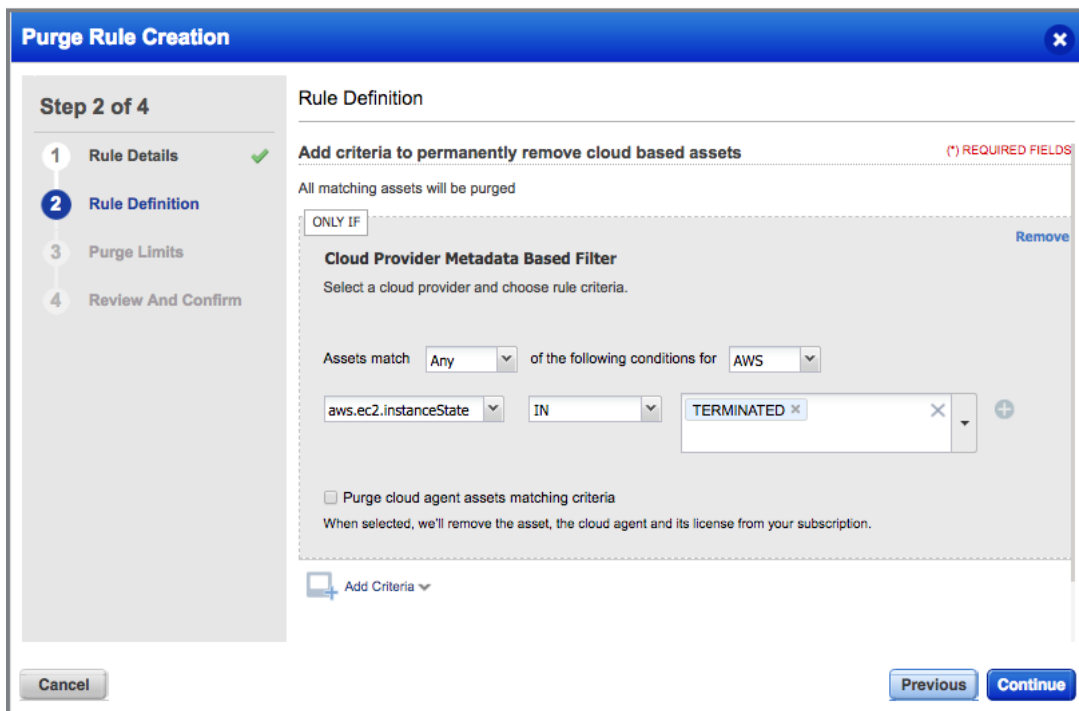 Purge Rule Creation
Step 2 of 4
1 Rule Details
2 Rule Definition
3 Purge Limits
4 Review And Confirm
Rule Definition
Add criteria to permanently remove cloud based assets (*) REQUIRED FIELDS
All matching assets will be purged
ONLY IF
Remove
Cloud Provider Metadata Based Filter
Select a cloud provider and choose rule criteria.
Assets match Any of the following conditions for AWS
aws.ec2.instanceState IN TERMINATED
Purge cloud agent assets matching criteria
When selected, we'll remove the asset, the cloud agent and its license from your subscription.
Add Criteria
Cancel Previous Continue